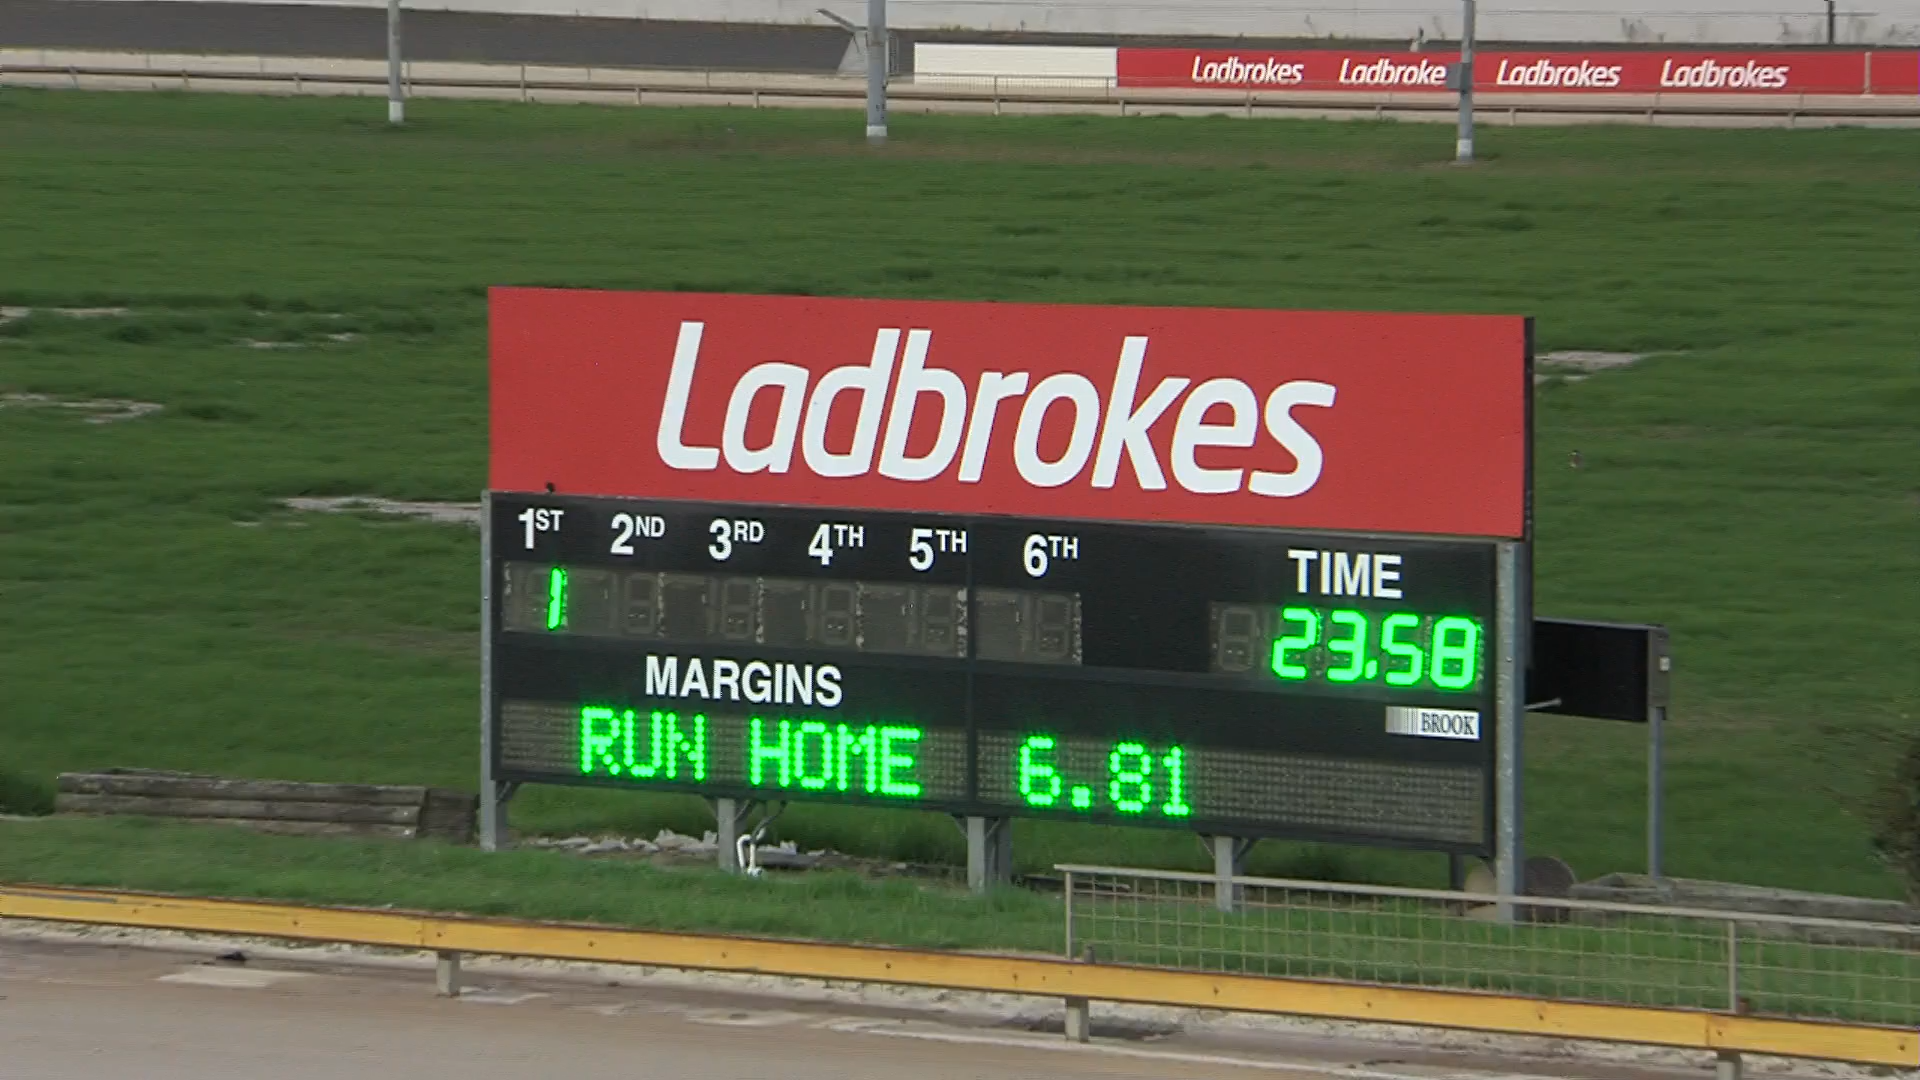 Ladbrokes Ladbroke Ladbrokes Ladbrokes
Ladbrokes
1ST 2ND 3RD 4TH 5TH 6TH TIME
1 23.58
MARGINS
BROOK
RUN HOME 6.81